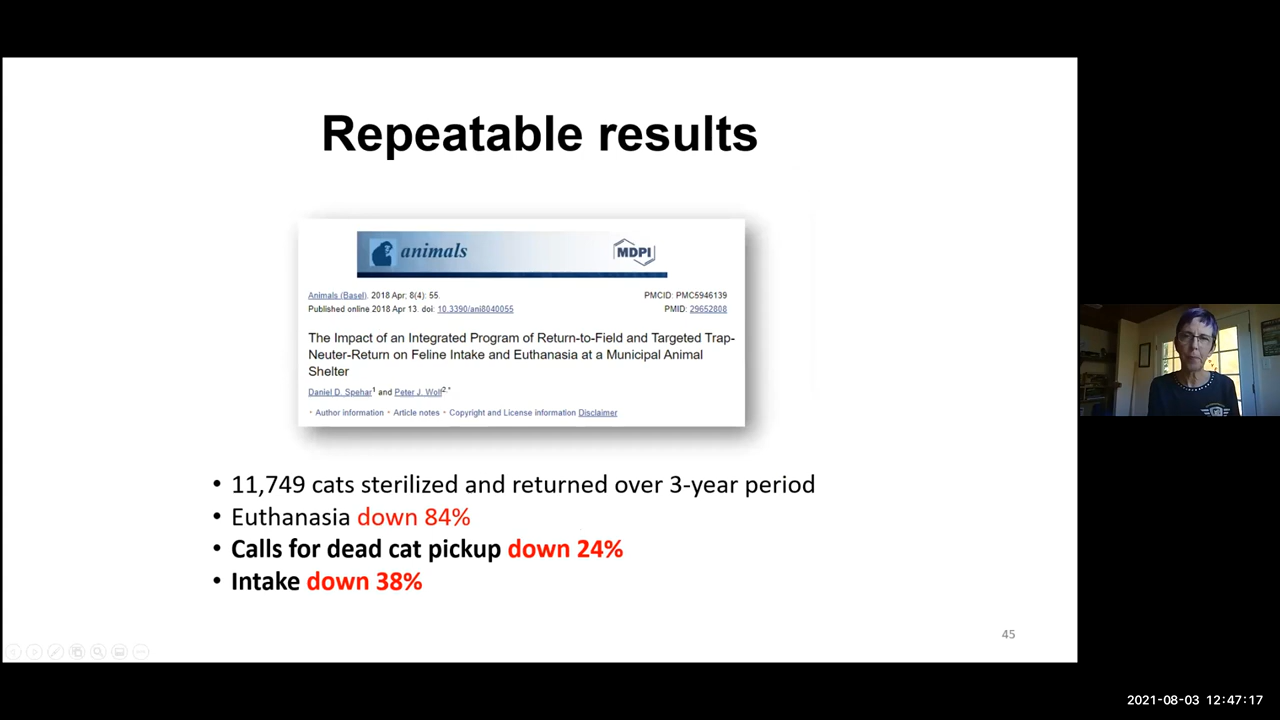 Repeatable results
animals
MDPI
Animals (Basel). 2018 Apr; 8(4): 55.
PMCID: PMC5946139
Published online 2018 Apr 13. doi: 10.3390/ani8040055
PMID: 29652808
The Impact of an Integrated Program of Return-to-Field and Targeted Trap-
Neuter-Return on Feline Intake and Euthanasia at a Municipal Animal
Shelter
Daniel D. Spehar1 and Peter J. Wolf2,*
• Author information • Article notes • Copyright and License information Disclaimer
• 11,749 cats sterilized and returned over 3-year period
• Euthanasia down 84%
• Calls for dead cat pickup down 24%
• Intake down 38%
45
2021-08-03 12:47:17